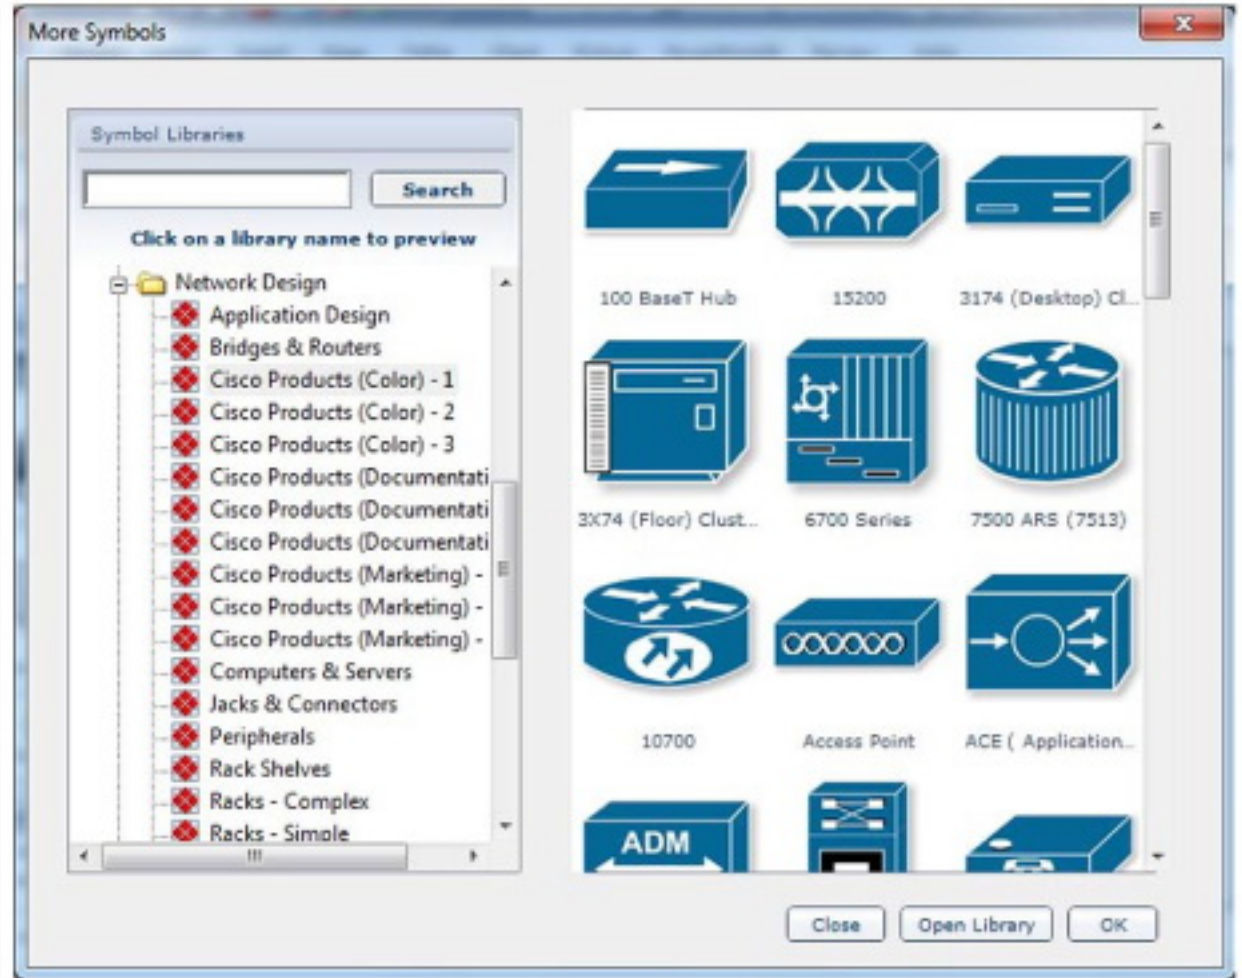 More Symbols
Symbol Libraries
Search
Click on a library name to preview
Network Design
Application Design
Bridges & Routers
Cisco Products (Color) - 1
Cisco Products (Color) - 2
Cisco Products (Color) - 3
Cisco Products (Documentati
Cisco Products (Documentati
Cisco Products (Documentati
Cisco Products (Marketing) -
Cisco Products (Marketing) -
Cisco Products (Marketing) -
Computers & Servers
Jacks & Connectors
Peripherals
Rack Shelves
Racks - Complex
Racks - Simple
100 BaseT Hub
15200
3174 (Desktop) Cl...
3X74 (Floor) Clust...
6700 Series
7500 ARS (7513)
10700
Access Point
ACE ( Application...
ADM
Close
Open Library
OK